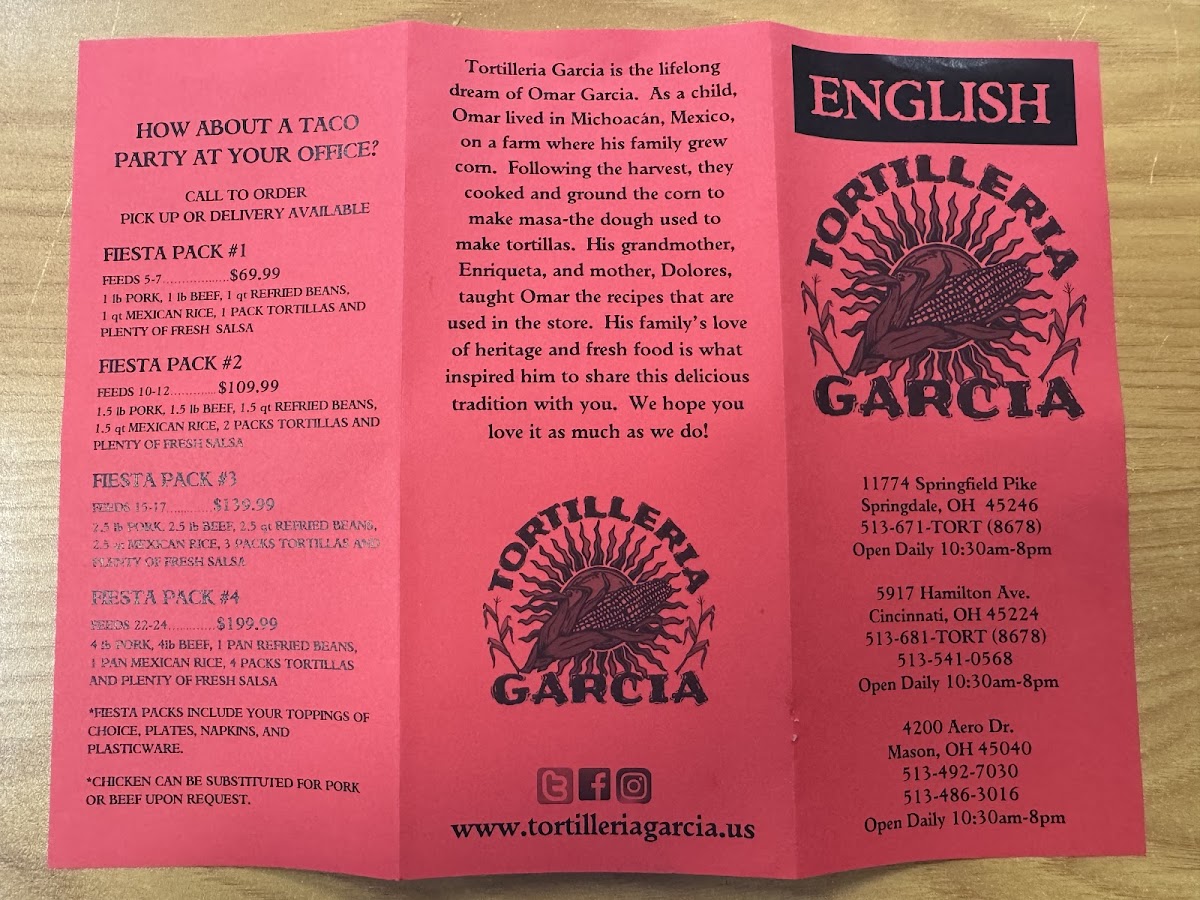 HOW ABOUT A TACO
PARTY AT YOUR OFFICE?
CALL TO ORDER
PICK UP OR DELIVERY AVAILABLE
FIESTA PACK #1
FEEDS 5-7..................$69.99
1 lb PORK, 1 lb BEEF, 1 qt REFRIED BEANS,
1 qt MEXICAN RICE, 1 PACK TORTILLAS AND
PLENTY OF FRESH SALSA
FIESTA PACK #2
FEEDS 10-12............$109.99
1.5 lb PORK, 1.5 lb BEEF, 1.5 qt REFRIED BEANS,
1.5 qt MEXICAN RICE, 2 PACKS TORTILLAS AND
PLENTY OF FRESH SALSA
FIESTA PACK #3
FEEDS 15-17...........$139.99
2.5 lb PORK, 2.5 lb BEEF, 2.5 qt REFRIED BEANS,
2.5 qt MEXICAN RICE, 3 PACKS TORTILLAS AND
PLENTY OF FRESH SALSA
FIESTA PACK #4
FEEDS 22-24............$199.99
4 lb PORK, 4lb BEEF, 1 PAN REFRIED BEANS,
1 PAN MEXICAN RICE, 4 PACKS TORTILLAS
AND PLENTY OF FRESH SALSA
*FIESTA PACKS INCLUDE YOUR TOPPINGS OF
CHOICE, PLATES, NAPKINS, AND
PLASTICWARE.
*CHICKEN CAN BE SUBSTITUTED FOR PORK
OR BEEF UPON REQUEST.
Tortilleria Garcia is the lifelong
dream of Omar Garcia. As a child,
Omar lived in Michoacán, Mexico,
on a farm where his family grew
corn. Following the harvest, they
cooked and ground the corn to
make masa-the dough used to
make tortillas. His grandmother,
Enriqueta, and mother, Dolores,
taught Omar the recipes that are
used in the store. His family's love
of heritage and fresh food is what
inspired him to share this delicious
tradition with you. We hope you
love it as much as we do!
TORTILLERIA
GARCIA
www.tortilleriagarcia.us
ENGLISH
TORTILLERIA
GARCIA
11774 Springfield Pike
Springdale, OH 45246
513-671-TORT (8678)
Open Daily 10:30am-8pm
5917 Hamilton Ave.
Cincinnati, OH 45224
513-681-TORT (8678)
513-541-0568
Open Daily 10:30am-8pm
4200 Aero Dr.
Mason, OH 45040
513-492-7030
513-486-3016
Open Daily 10:30am-8pm